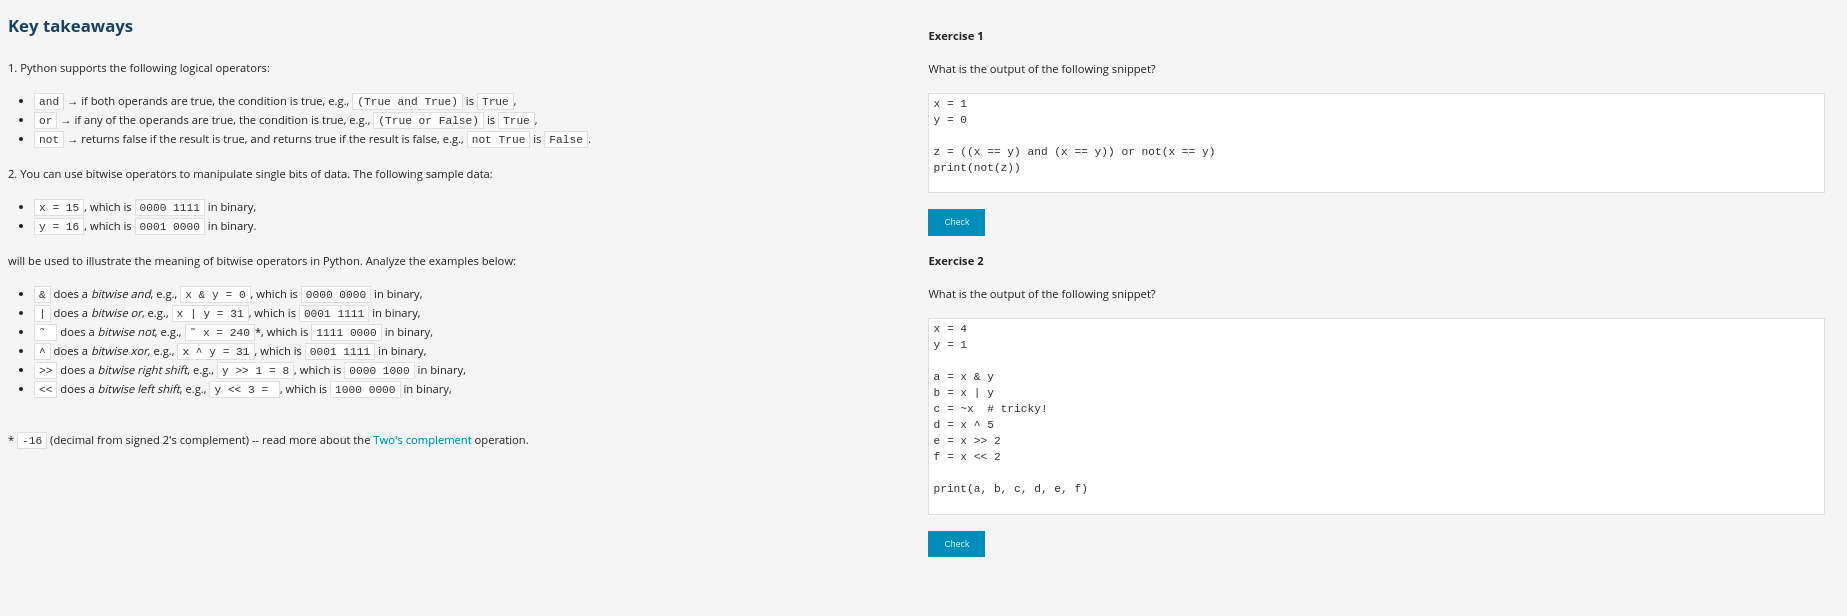 Key takeaways
1. Python supports the following logical operators:
and → if both operands are true, the condition is true, e.g., (True and True) is True,
or → if any of the operands are true, the condition is true, e.g., (True or False) is True,
not → returns false if the result is true, and returns true if the result is false, e.g., not True is False.
2. You can use bitwise operators to manipulate single bits of data. The following sample data:
x = 15, which is 0000 1111 in binary,
y = 16, which is 0001 0000 in binary.
will be used to illustrate the meaning of bitwise operators in Python. Analyze the examples below:
& does a bitwise and, e.g., x & y = 0, which is 0000 0000 in binary,
| does a bitwise or, e.g., x | y = 31, which is 0001 1111 in binary,
˜ does a bitwise not, e.g., ˜ x = 240*, which is 1111 0000 in binary,
^ does a bitwise xor, e.g., x ^ y = 31, which is 0001 1111 in binary,
>> does a bitwise right shift, e.g., y >> 1 = 8, which is 0000 1000 in binary,
<< does a bitwise left shift, e.g., y << 3 = , which is 1000 0000 in binary,
* -16 (decimal from signed 2's complement) -- read more about the Two's complement operation.
Exercise 1
What is the output of the following snippet?
x = 1
y = 0
z = ((x == y) and (x == y)) or not(x == y)
print(not(z))
Check
Exercise 2
What is the output of the following snippet?
x = 4
y = 1
a = x & y
b = x | y
c = ~x  # tricky!
d = x ^ 5
e = x >> 2
f = x << 2
print(a, b, c, d, e, f)
Check